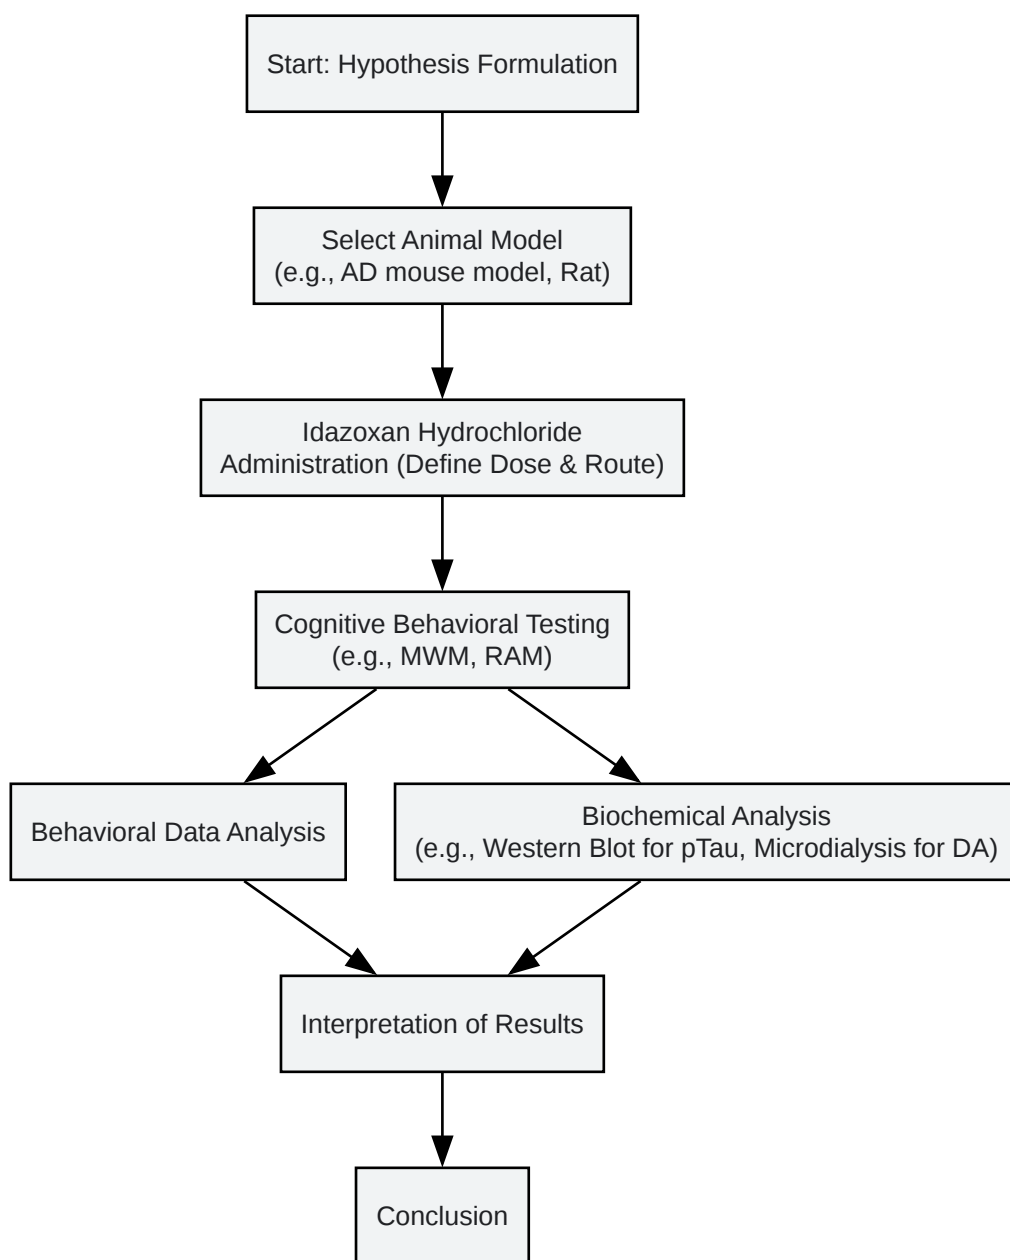 Start: Hypothesis Formulation
Select Animal Model
(e.g., AD mouse model, Rat)
Idazoxan Hydrochloride
Administration (Define Dose & Route)
Cognitive Behavioral Testing
(e.g., MWM, RAM)
Behavioral Data Analysis
Biochemical Analysis
(e.g., Western Blot for pTau, Microdialysis for DA)
Interpretation of Results
Conclusion